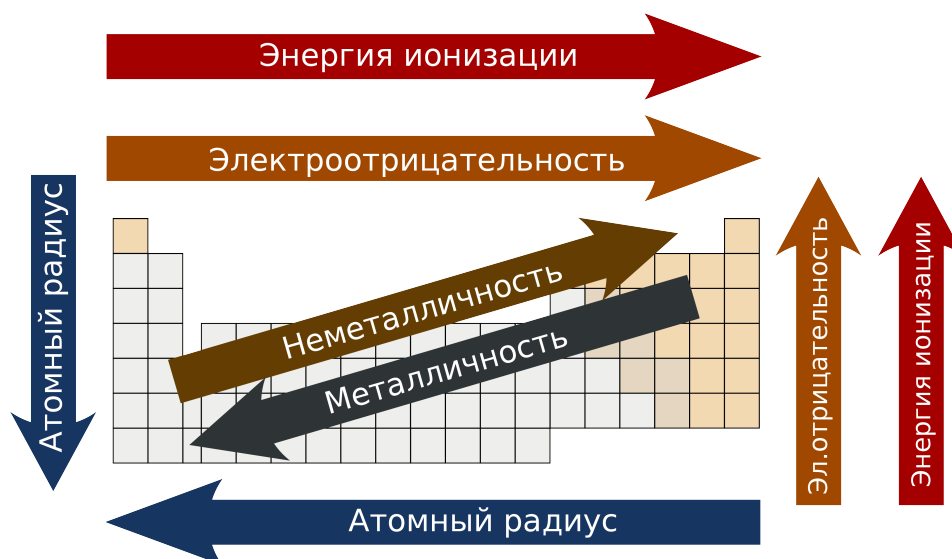 Энергия ионизации
Электроотрицательность
Атомный радиус
Неметалличность
Металличность
Эл.отрицательность
Энергия ионизации
Атомный радиус